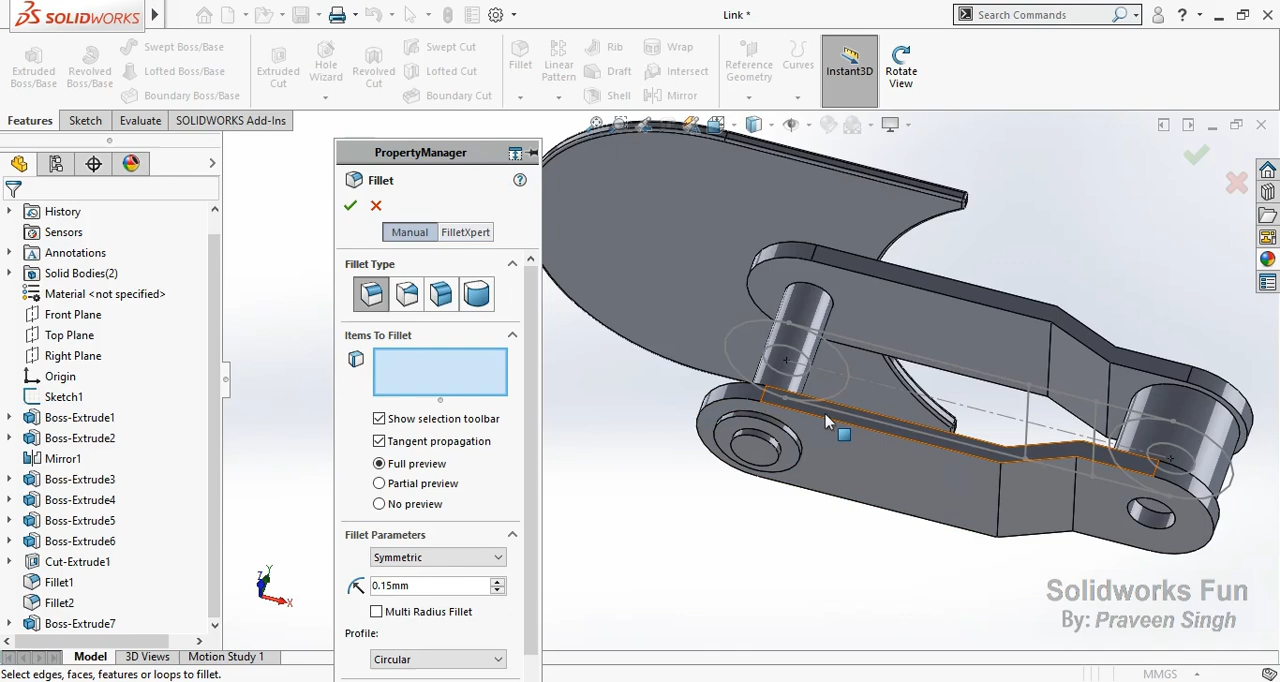 SOLIDWORKS
Link *
Search Commands
Extruded Boss/Base
Revolved Boss/Base
Swept Boss/Base
Lofted Boss/Base
Boundary Boss/Base
Extruded Cut
Hole Wizard
Revolved Cut
Swept Cut
Lofted Cut
Boundary Cut
Fillet
Linear Pattern
Rib
Draft
Shell
Wrap
Intersect
Mirror
Reference Geometry
Curves
Instant3D
Rotate View
Features
Sketch
Evaluate
SOLIDWORKS Add-Ins
History
Sensors
Annotations
Solid Bodies(2)
Material <not specified>
Front Plane
Top Plane
Right Plane
Origin
Sketch1
Boss-Extrude1
Boss-Extrude2
Mirror1
Boss-Extrude3
Boss-Extrude4
Boss-Extrude5
Boss-Extrude6
Cut-Extrude1
Fillet1
Fillet2
Boss-Extrude7
PropertyManager
Fillet
Manual
FilletXpert
Fillet Type
Items To Fillet
Show selection toolbar
Tangent propagation
Full preview
Partial preview
No preview
Fillet Parameters
Symmetric
0.15mm
Multi Radius Fillet
Profile:
Circular
Z
Y
X
Solidworks Fun
By: Praveen Singh
Model
3D Views
Motion Study 1
Select edges, faces, features or loops to fillet.
MMGS